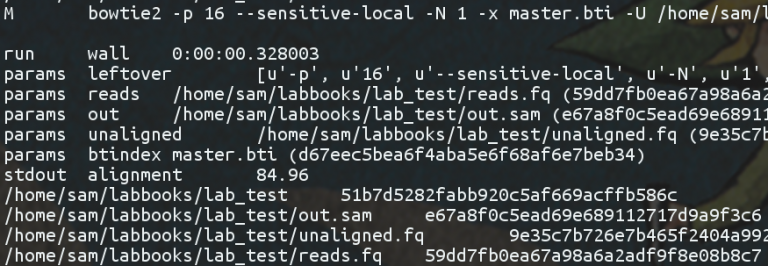 M bowtie2 -p 16 --sensitive-local -N 1 -x master.bti -U /home/sam/l
run wall 0:00:00.328003
params leftover [u'-p', u'16', u'--sensitive-local', u'-N', u'1',
params reads /home/sam/labbooks/lab_test/reads.fq (59dd7fb0ea67a98a6a2
params out /home/sam/labbooks/lab_test/out.sam (e67a8f0c5ead69e68911
params unaligned /home/sam/labbooks/lab_test/unaligned.fq (9e35c7b
params btindex master.bti (d67eec5bea6f4aba5e6f68af6e7beb34)
stdout alignment 84.96
/home/sam/labbooks/lab_test 51b7d5282fabb920c5af669acffb586c
/home/sam/labbooks/lab_test/out.sam e67a8f0c5ead69e689112717d9a9f3c6
/home/sam/labbooks/lab_test/unaligned.fq 9e35c7b726e7b465f2404a992
/home/sam/labbooks/lab_test/reads.fq 59dd7fb0ea67a98a6a2adf9f8e08b8c7